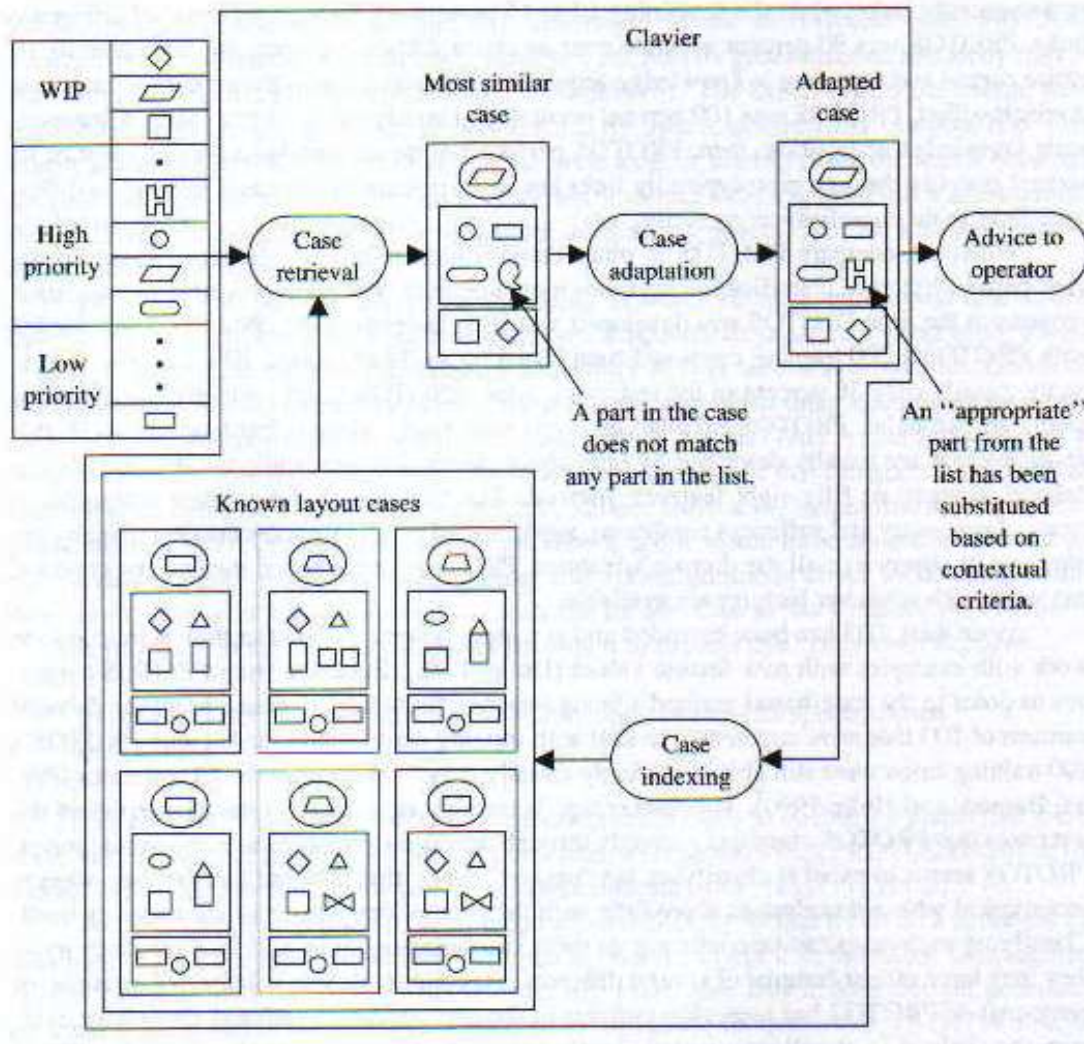 Clavier
WIP
High
priority
Low
priority
Case
retrieval
Most similar
case
Case
adaptation
Adapted
case
Advice to
operator
A part in the case
does not match
any part in the list.
An "appropriate"
part from the
list has been
substituted
based on
contextual
criteria.
Known layout cases
Case
indexing